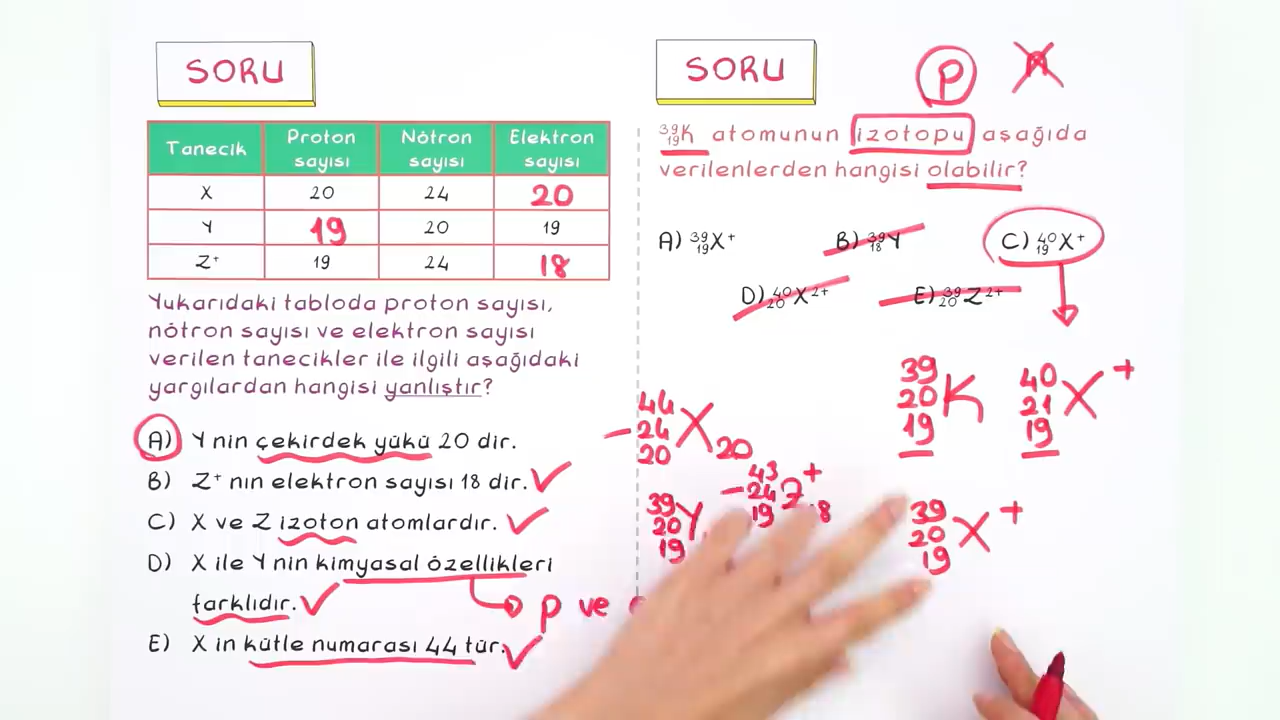 SORU
Tanecik Proton sayısı Nötron sayısı Elektron sayısı
X 20 24 20
Y 19 20 19
Z⁺ 19 24 18
Yukarıdaki tabloda proton sayısı,
nötron sayısı ve elektron sayısı
verilen tanecikler ile ilgili aşağıdaki
yargılardan hangisi yanlıştır?
A) Y nin çekirdek yükü 20 dir.
B) Z⁺ nın elektron sayısı 18 dir.
C) X ve Z izoton atomlardır.
D) X ile Y nin kimyasal özellikleri
farklıdır.
p ve
E) X in kütle numarası 44 tür.
44
24 X
20 20
43
24 Z⁺
19 18
39
20 Y
19
SORU
p n
³⁹₁₉K atomunun izotopu aşağıda
verilenlerden hangisi olabilir?
A) ³⁹₁₉X⁺ B) ³⁹₁₈Y C) ⁴⁰₁₉X⁺
D) ⁴⁰₂₀X²⁺ E) ³⁹₂₀Z²⁺
39 40
20 K 21 X⁺
19 19
39
20 X⁺
19